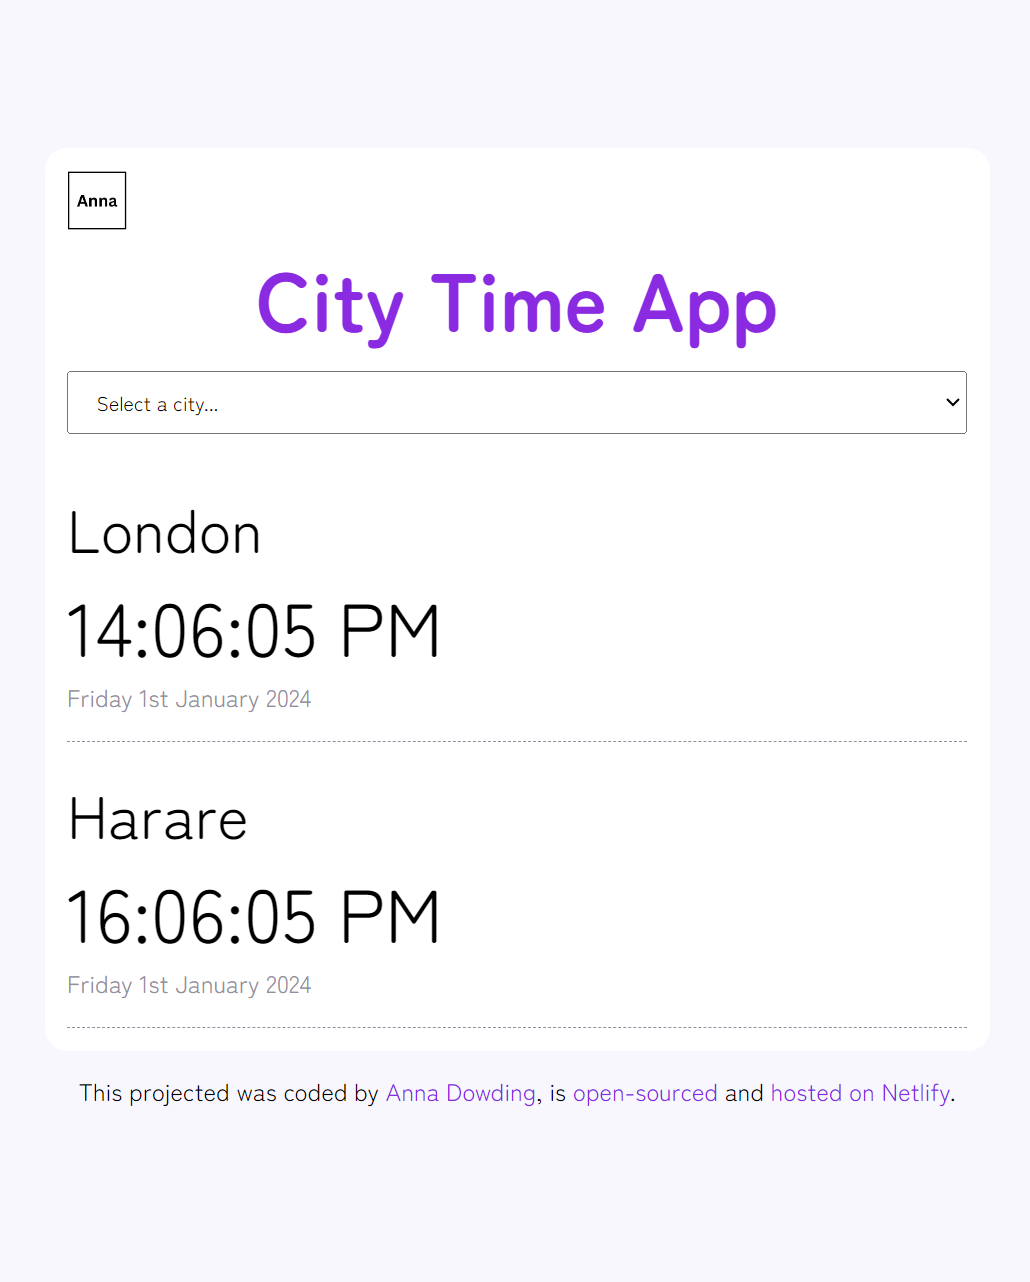 Anna
City Time App
Select a city...
London
14:06:05 PM
Friday 1st January 2024
Harare
16:06:05 PM
Friday 1st January 2024
This projected was coded by Anna Dowding, is open-sourced and hosted on Netlify.